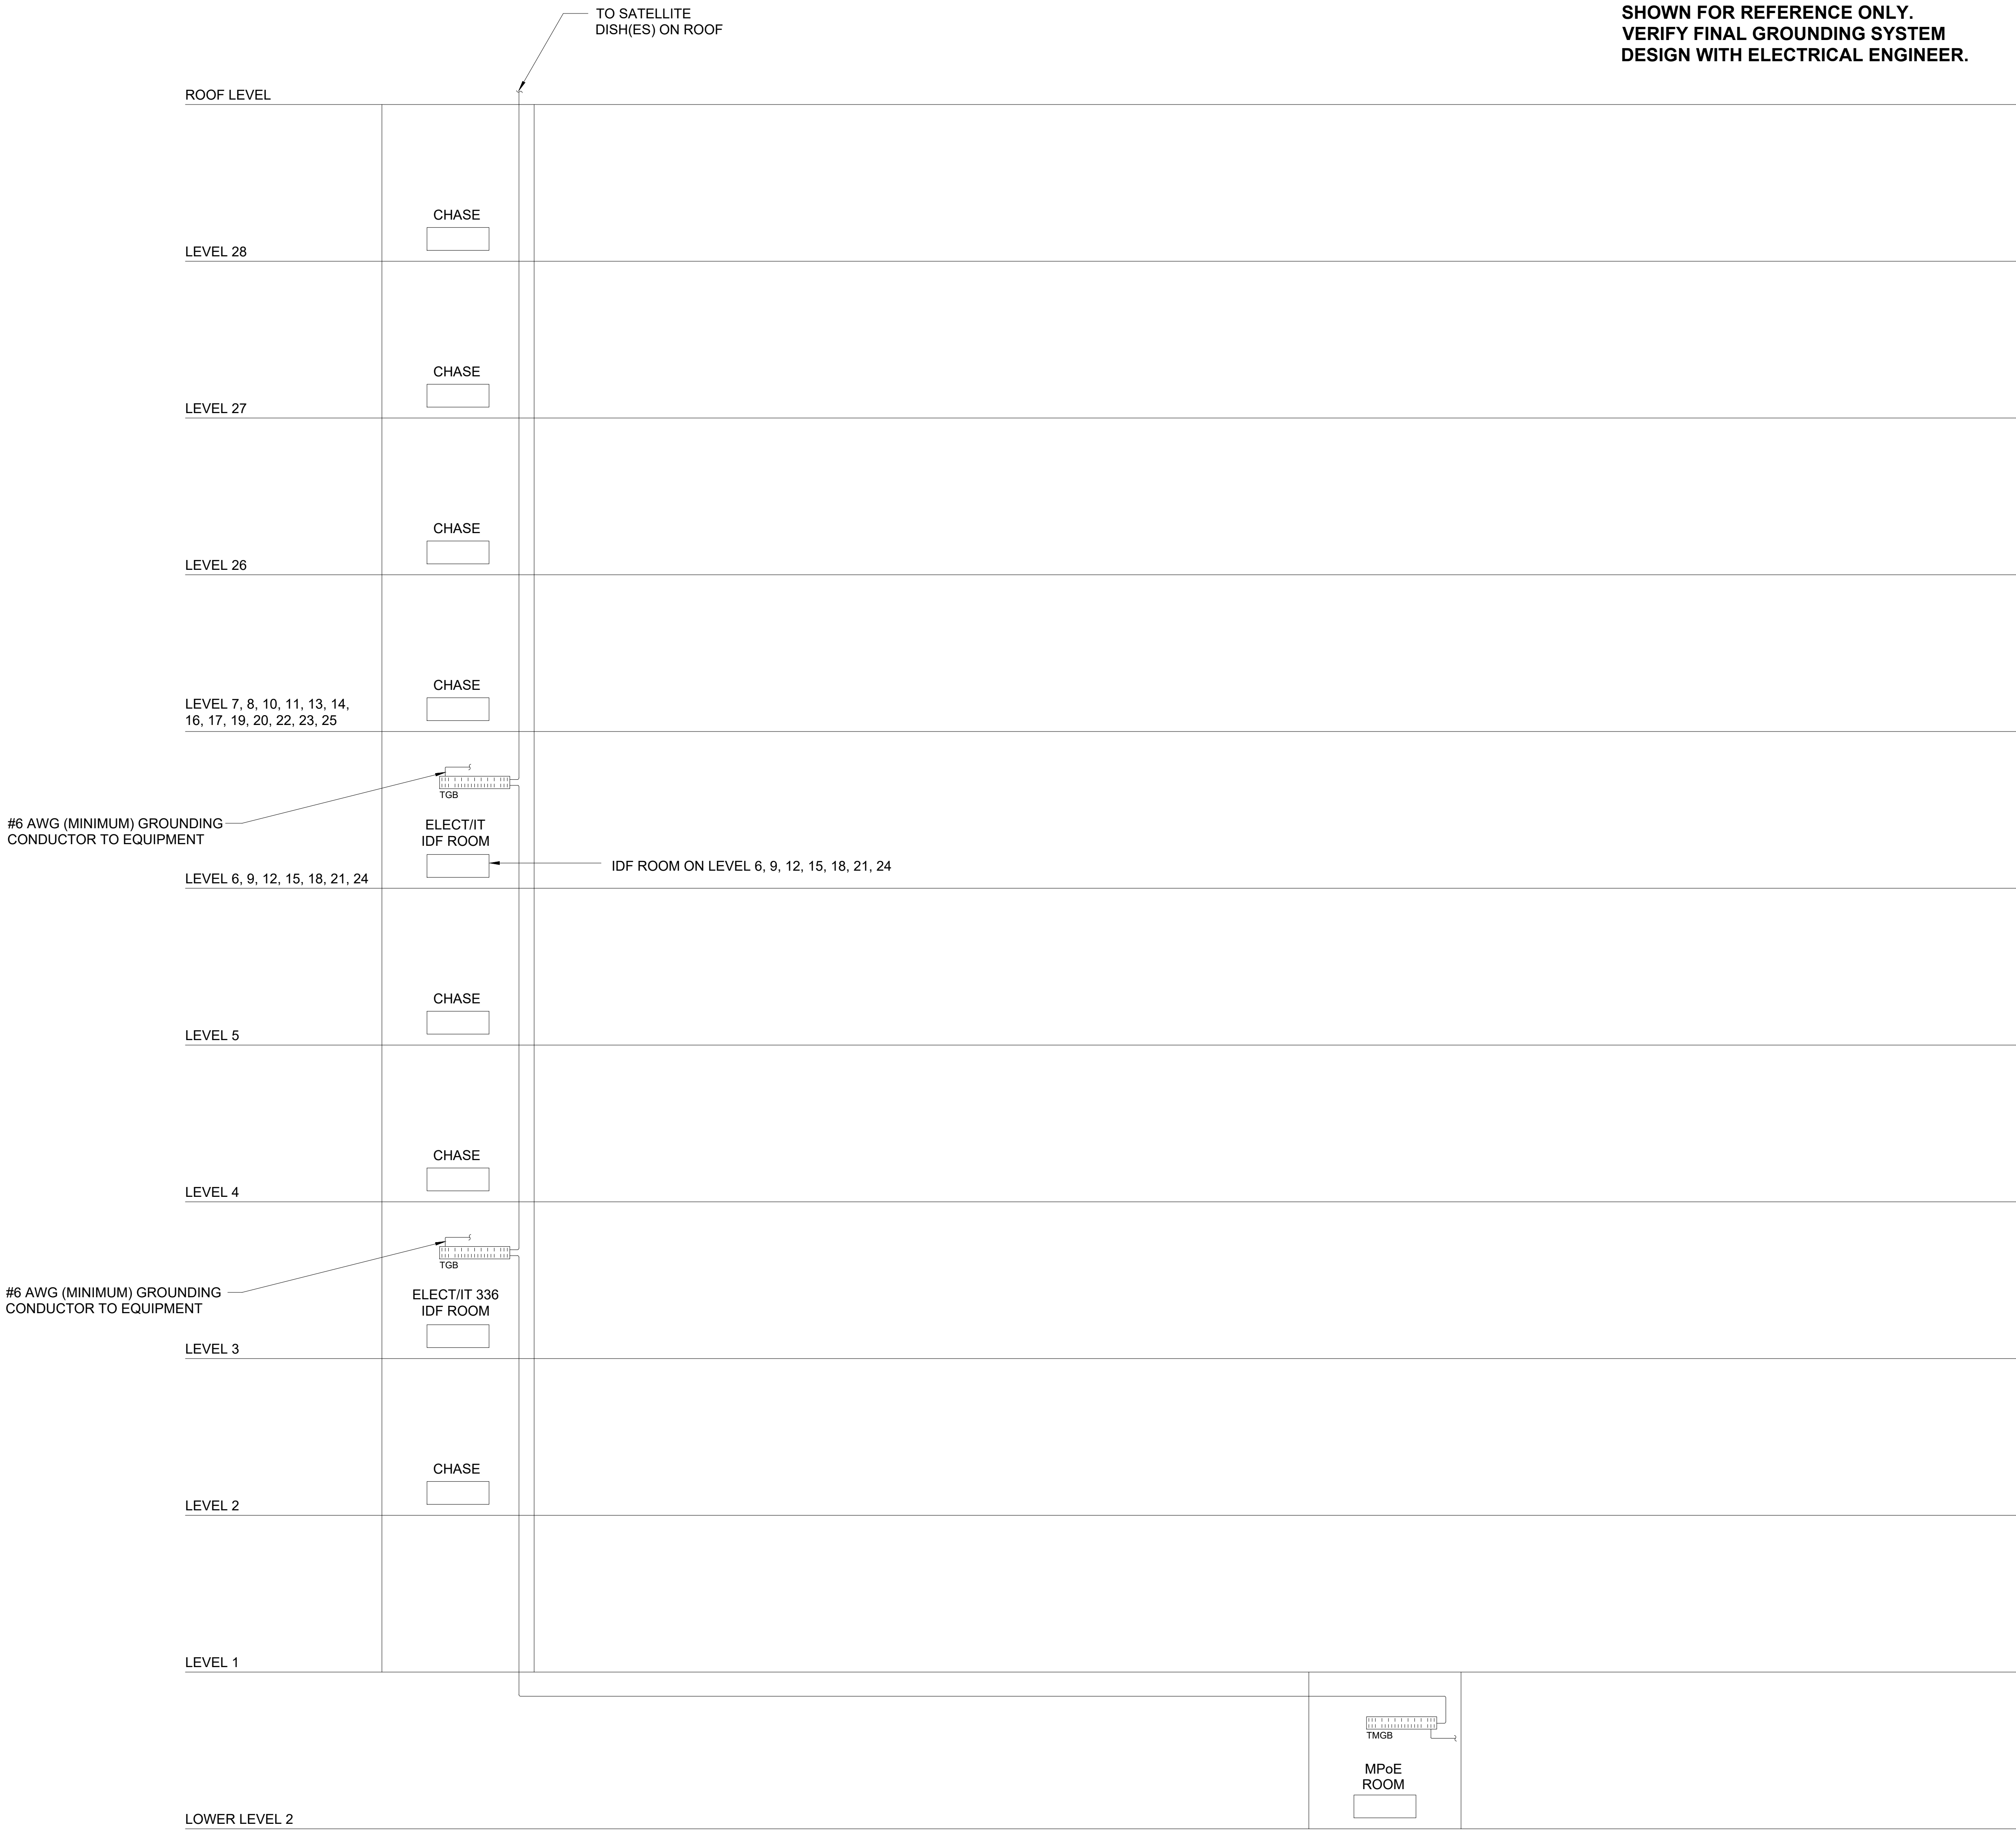 TO SATELLITE
DISH(ES) ON ROOF
SHOWN FOR REFERENCE ONLY.
VERIFY FINAL GROUNDING SYSTEM
DESIGN WITH ELECTRICAL ENGINEER.
ROOF LEVEL
CHASE
LEVEL 28
CHASE
LEVEL 27
CHASE
LEVEL 26
CHASE
LEVEL 7, 8, 10, 11, 13, 14,
16, 17, 19, 20, 22, 23, 25
TGB
#6 AWG (MINIMUM) GROUNDING
CONDUCTOR TO EQUIPMENT
ELECT/IT
IDF ROOM
IDF ROOM ON LEVEL 6, 9, 12, 15, 18, 21, 24
LEVEL 6, 9, 12, 15, 18, 21, 24
CHASE
LEVEL 5
CHASE
LEVEL 4
TGB
#6 AWG (MINIMUM) GROUNDING
CONDUCTOR TO EQUIPMENT
ELECT/IT 336
IDF ROOM
LEVEL 3
CHASE
LEVEL 2
LEVEL 1
TMGB
MPoE
ROOM
LOWER LEVEL 2